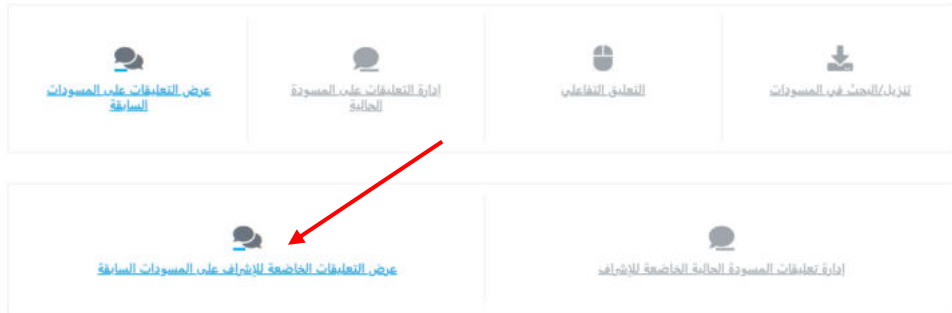 تنزيل/البحث في المسودات
التعليق التفاعلي
إدارة التعليقات على المسودة
الحالية
عرض التعليقات على المسودات
السابقة
إدارة تعليقات المسودة الحالية الخاضعة للإشراف
عرض التعليقات الخاضعة للإشراف على المسودات السابقة